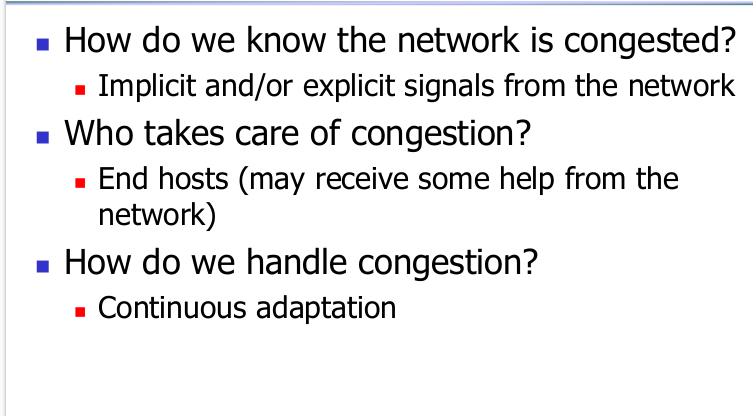 How do we know the network is congested?
Implicit and/or explicit signals from the network
Who takes care of congestion?
End hosts (may receive some help from the
network)
How do we handle congestion?
Continuous adaptation